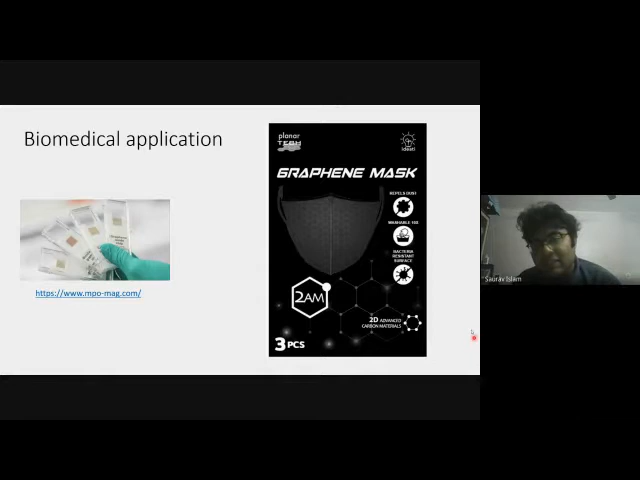 Biomedical application
https://www.mpo-mag.com/
planar
TECH
ideati
GRAPHENE MASK
REPELS DUST
BACTERIA
RESISTANT
SURFACE
2AM
2D ADVANCED
CARBON MATERIALS
3 PCS
Saurav Islam